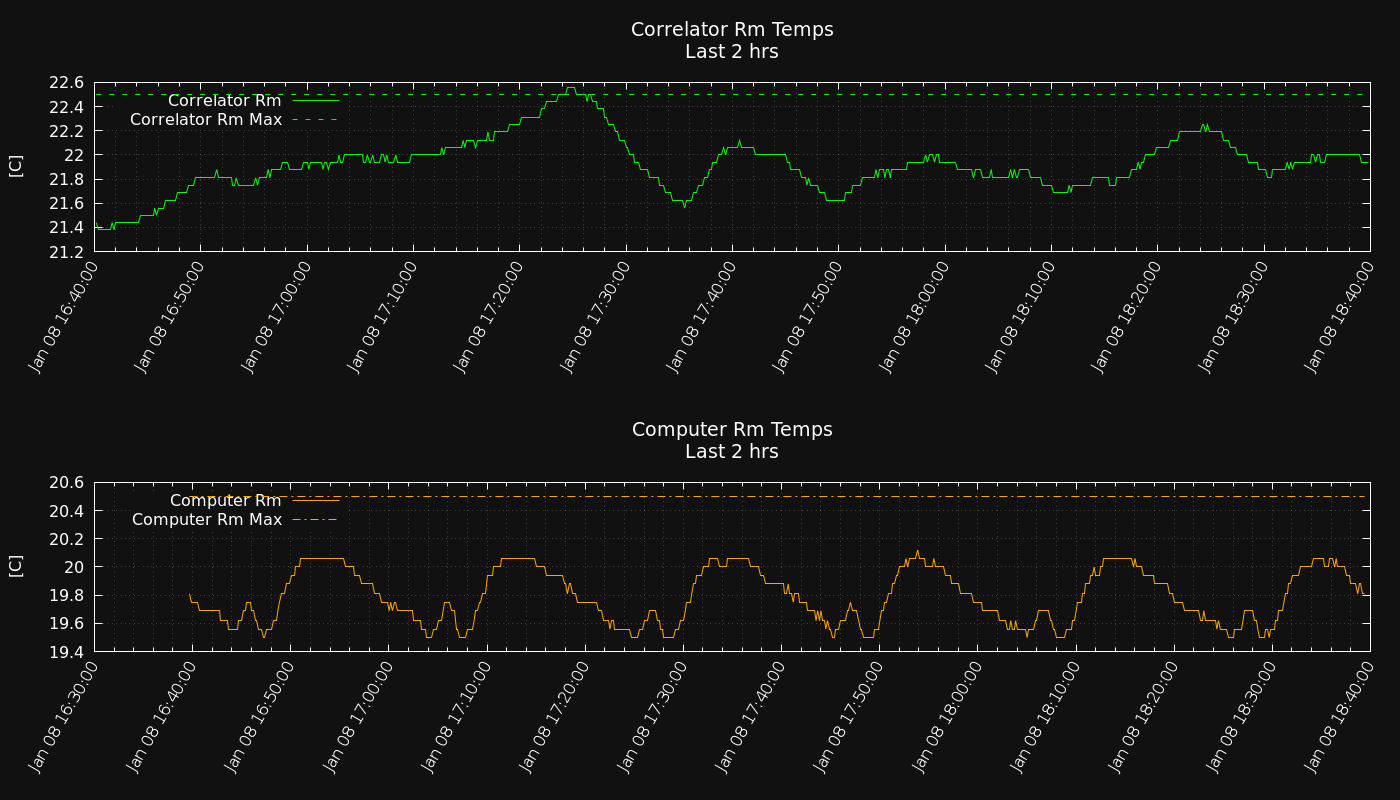 Correlator Rm Temps
Last 2 hrs
22.6
22.4
22.2
22
21.8
21.6
21.4
21.2
[C]
Correlator Rm
Correlator Rm Max
Jan 08 16:40:00
Jan 08 16:50:00
Jan 08 17:00:00
Jan 08 17:10:00
Jan 08 17:20:00
Jan 08 17:30:00
Jan 08 17:40:00
Jan 08 17:50:00
Jan 08 18:00:00
Jan 08 18:10:00
Jan 08 18:20:00
Jan 08 18:30:00
Jan 08 18:40:00
Computer Rm Temps
Last 2 hrs
20.6
20.4
20.2
20
19.8
19.6
19.4
[C]
Computer Rm
Computer Rm Max
Jan 08 16:30:00
Jan 08 16:40:00
Jan 08 16:50:00
Jan 08 17:00:00
Jan 08 17:10:00
Jan 08 17:20:00
Jan 08 17:30:00
Jan 08 17:40:00
Jan 08 17:50:00
Jan 08 18:00:00
Jan 08 18:10:00
Jan 08 18:20:00
Jan 08 18:30:00
Jan 08 18:40:00